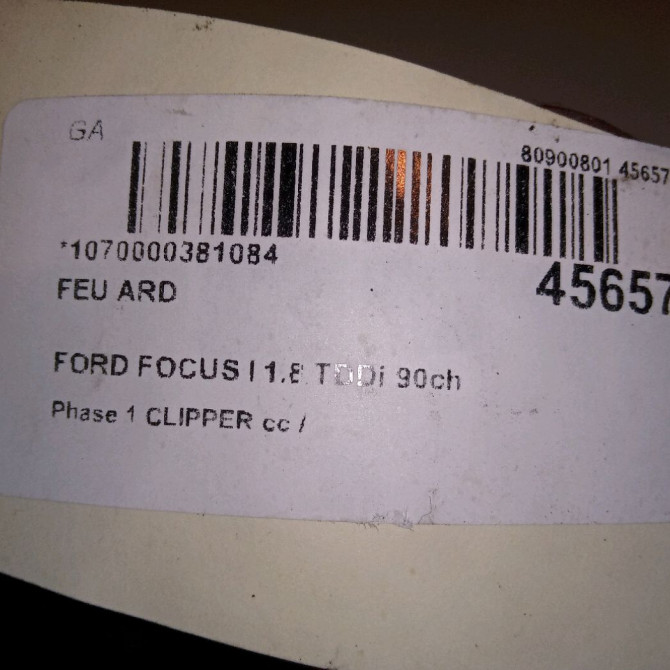 GA
80900801 45657
*1070000381084
45657
FEU ARD
FORD FOCUS I 1.8 TDDi 90ch
Phase 1 CLIPPER cc /